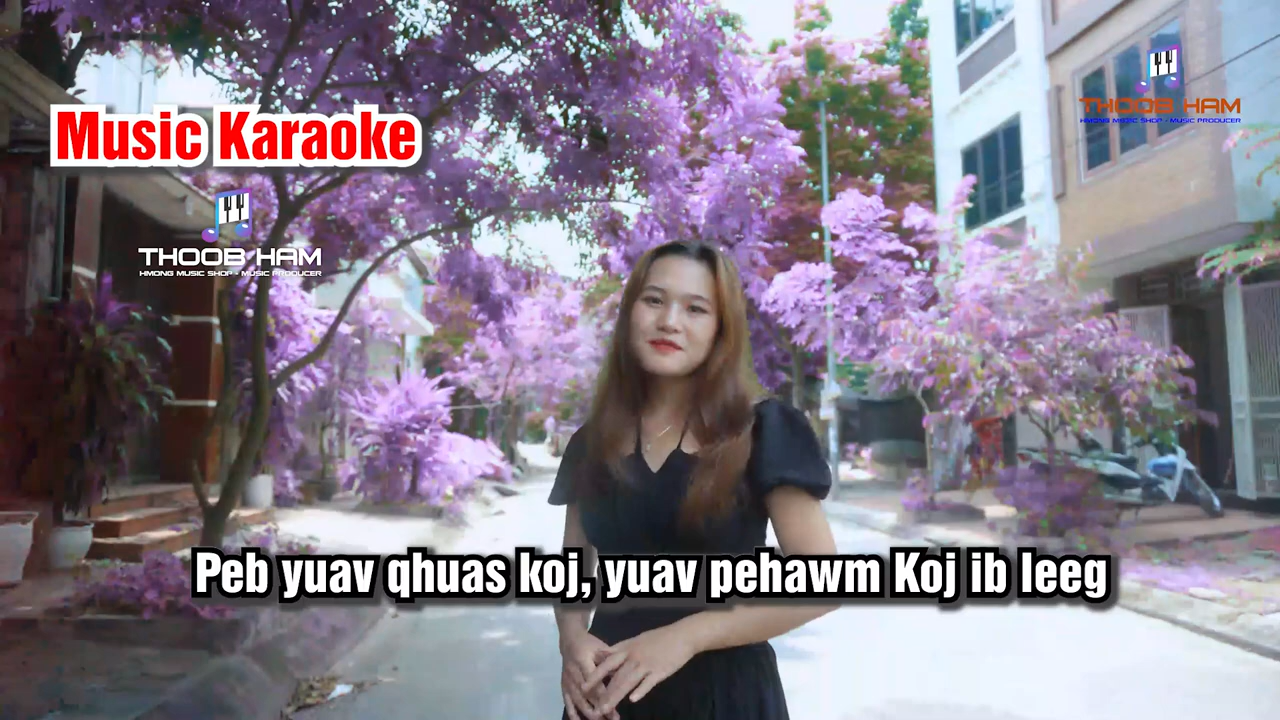 Music Karaoke
THOOB HAM
HMONG MUSIC SHOP - MUSIC PRODUCER
THOOB HAM
HMONG MUSIC SHOP - MUSIC PRODUCER
Peb yuav qhuas koj, yuav pehawm Koj ib leeg